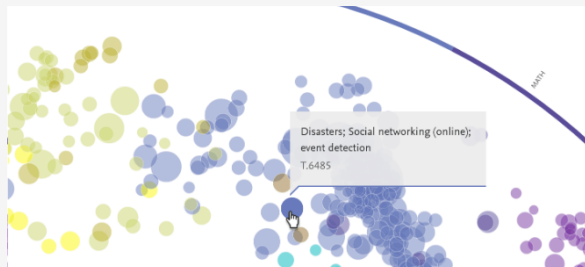 MATH
Disasters; Social networking (online);
event detection
T.6485